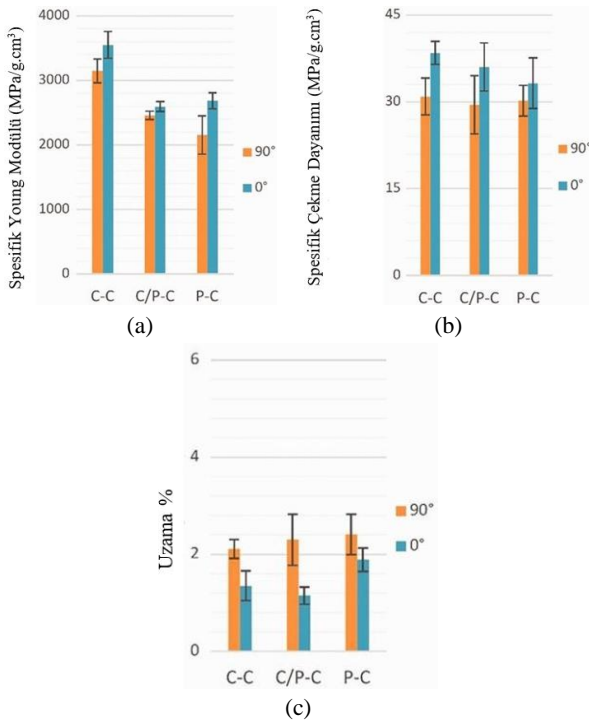 Spesifik Young Modülü (MPa/g.cm³)
4000
3000
2000
1000
0
C-C
C/P-C
P-C
90°
0°
(a)
Spesifik Çekme Dayanımı (MPa/g.cm³)
45
30
15
0
C-C
C/P-C
P-C
90°
0°
(b)
Uzama %
6
4
2
0
C-C
C/P-C
P-C
90°
0°
(c)